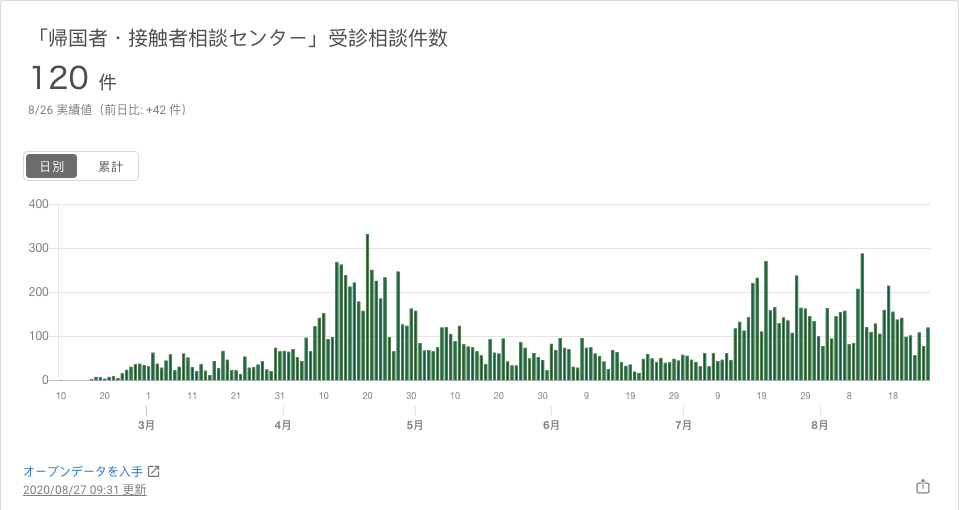 「帰国者・接触者相談センター」受診相談件数
120 件
8/26 実績値（前日比: +42 件）
日別 累計
400
300
200
100
0
10 20 1 11 21 31 10 20 30 10 20 30 9 19 29 9 19 29 8 18
3月 4月 5月 6月 7月 8月
オープンデータを入手
2020/08/27 09:31 更新